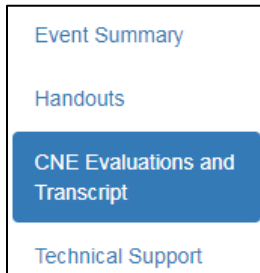 Event Summary
Handouts
CNE Evaluations and
Transcript
Technical Support